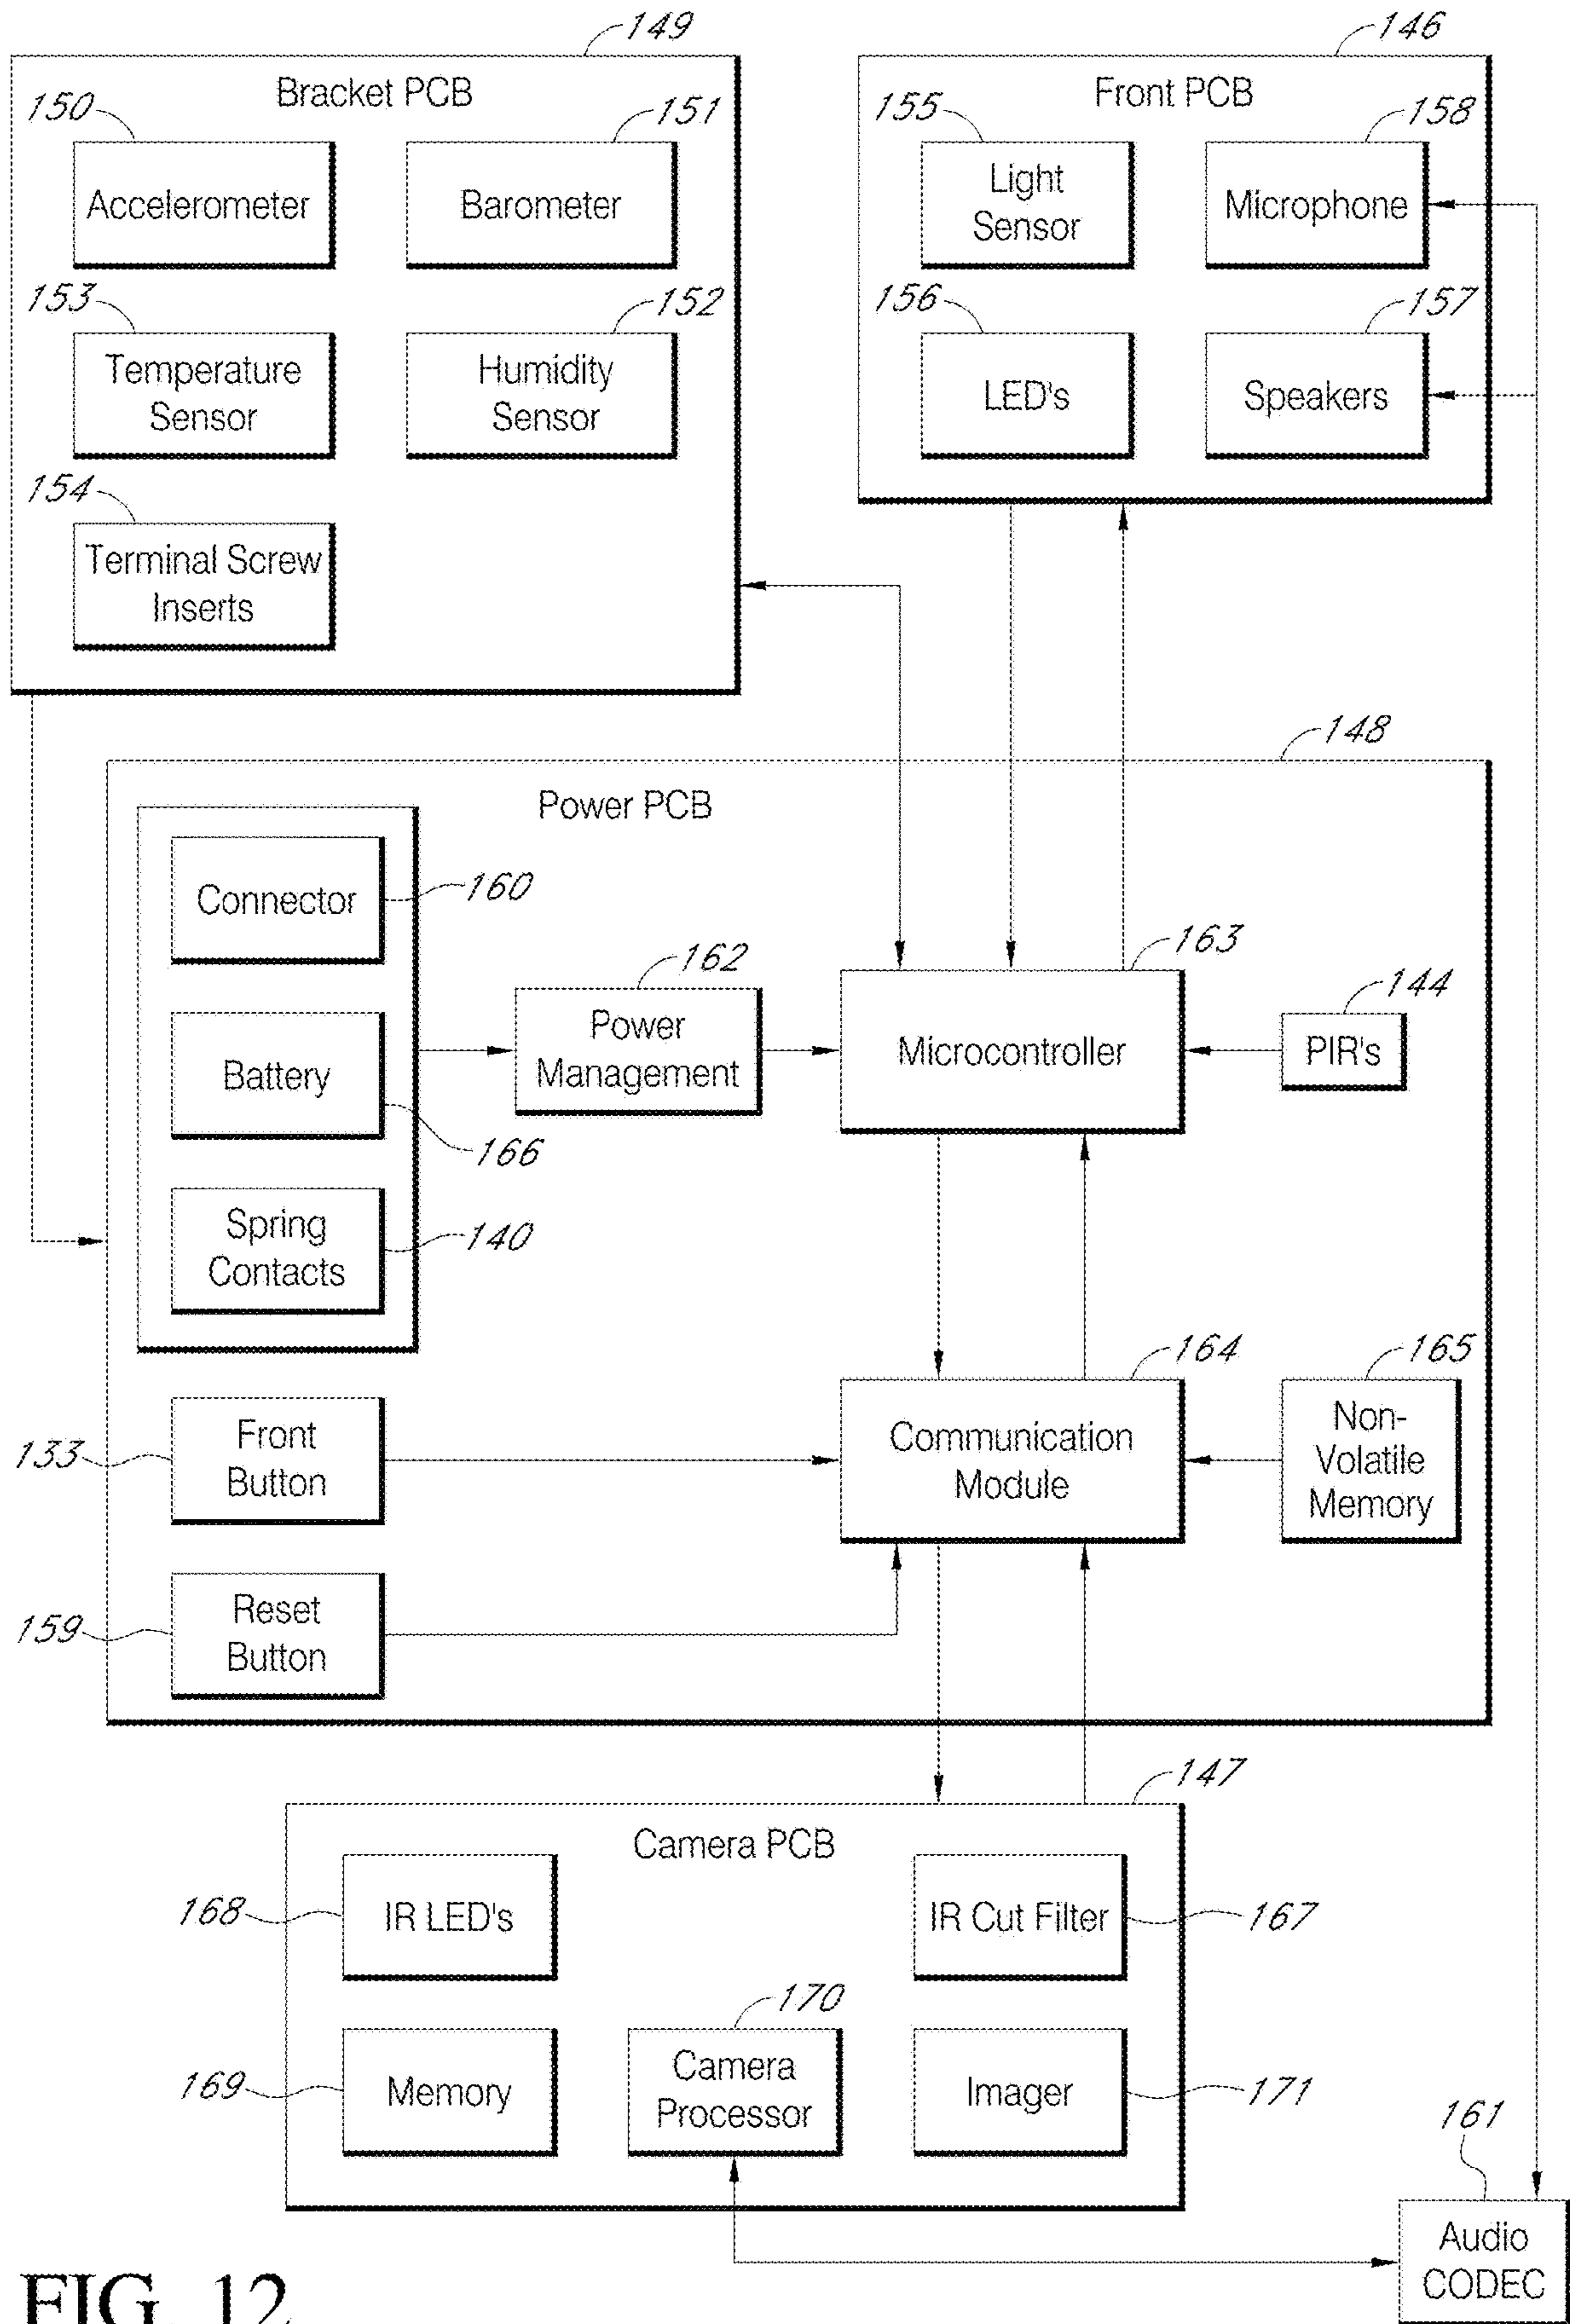 149
146
Bracket PCB
Front PCB
150
151
155
158
Accelerometer
Barometer
Light
Sensor
Microphone
153
152
156
157
Temperature
Sensor
Humidity
Sensor
LED's
Speakers
154
Terminal Screw
Inserts
148
Power PCB
Connector
160
162
163
144
Power
Management
Microcontroller
PIR's
Battery
166
Spring
Contacts
140
164
165
Front
Button
133
Communication
Module
Non-
Volatile
Memory
Reset
Button
159
147
Camera PCB
168
IR LED's
IR Cut Filter
167
170
169
Memory
Camera
Processor
Imager
171
161
Audio
CODEC
FIG. 12